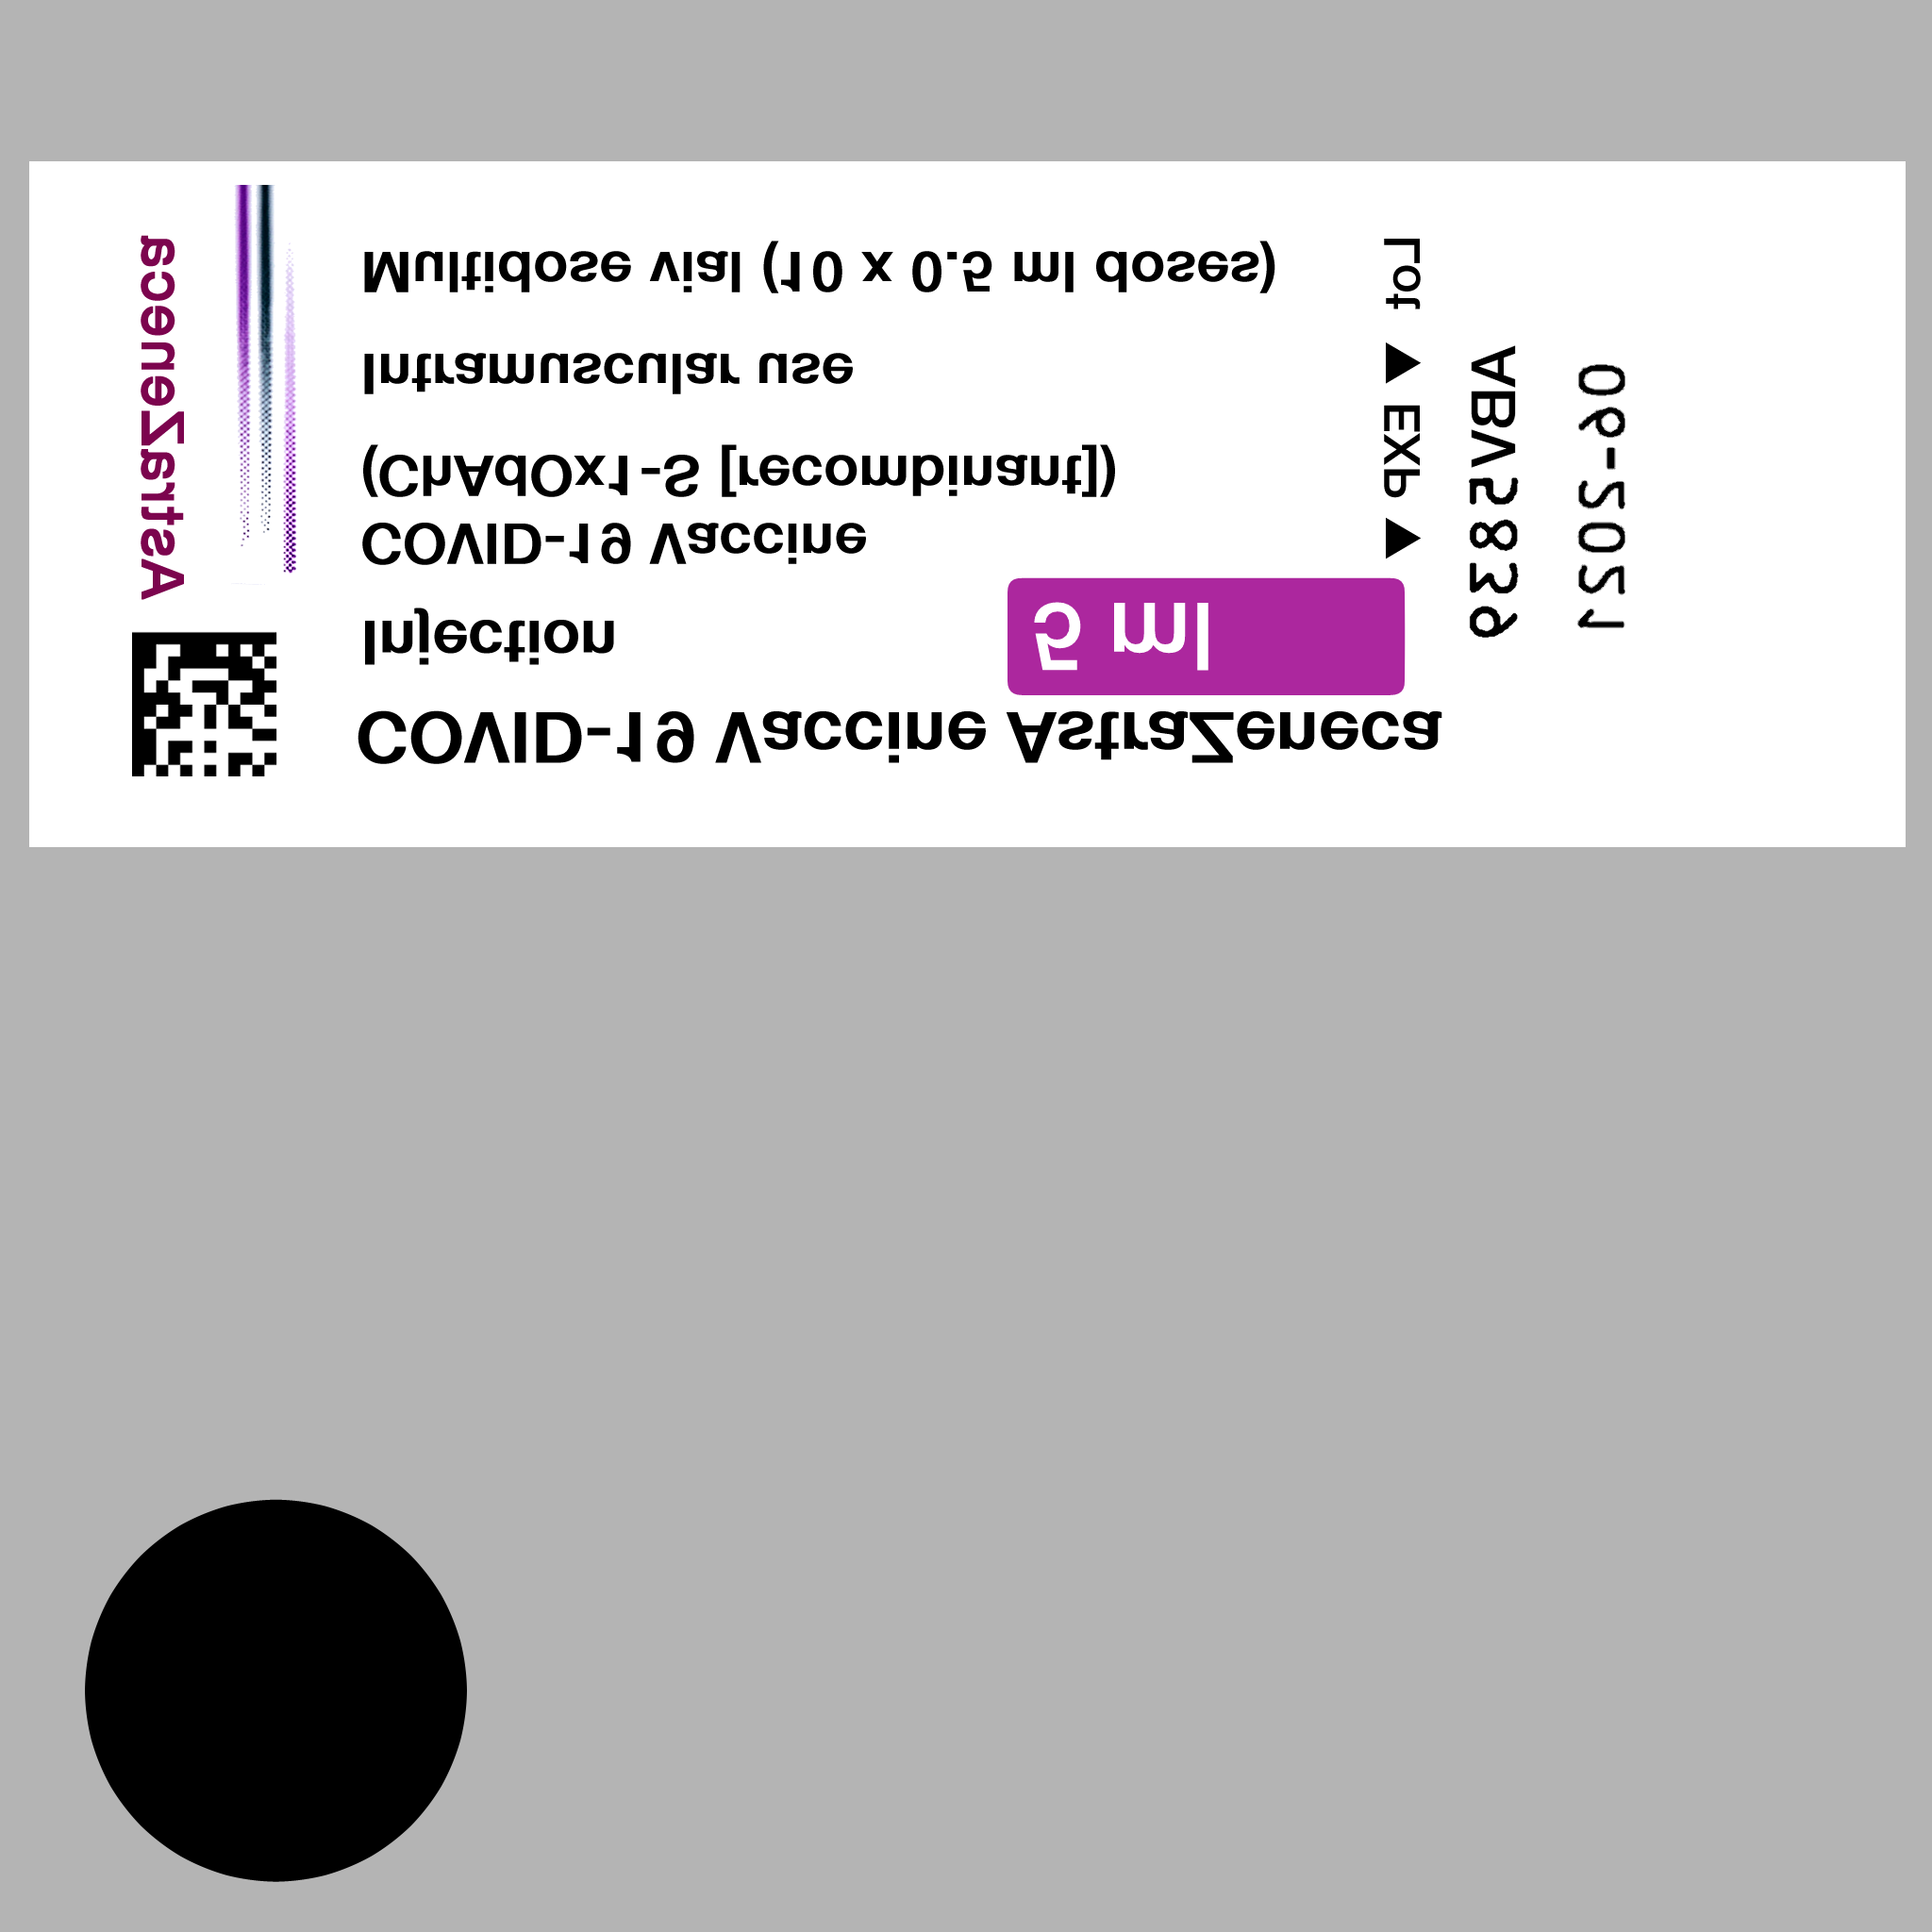 COVID-19 Vaccine AstraZeneca
Injection
5 ml
COVID-19 Vaccine
(ChAdOx1-S [recombinant])
Intramuscular use
Multidose vial (10 x 0.5 ml doses)
AstraZeneca
Lot ▶ EXP ▶
ABV5839
06-2021